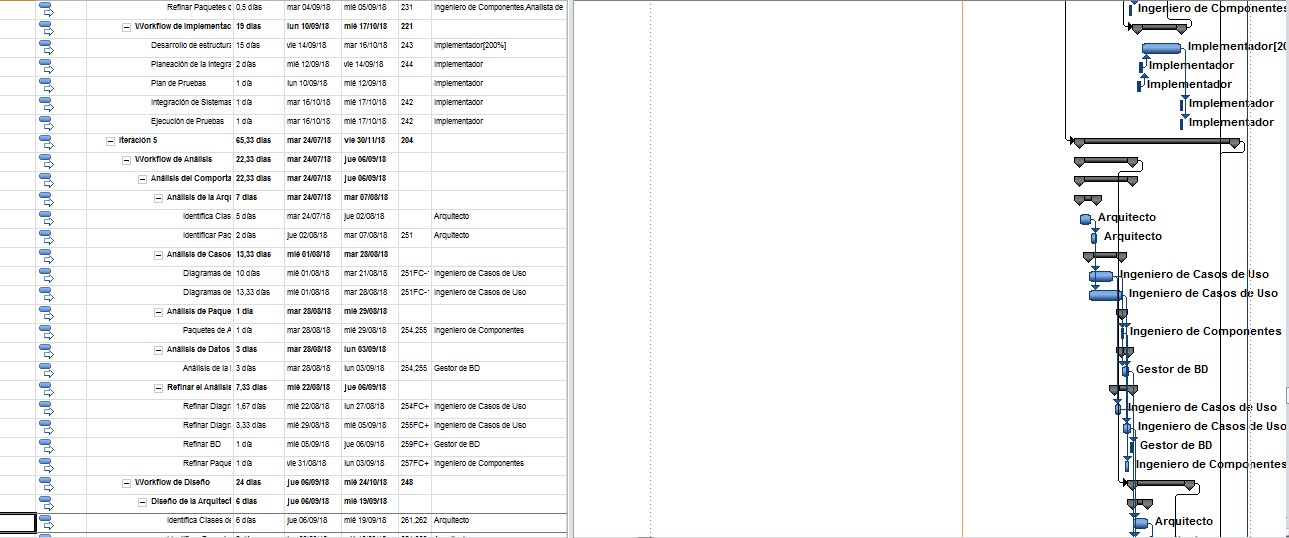 Refinar Paquetes d 0,5 días mar 04/09/18 mié 05/09/18 231 Ingeniero de Componentes,Analista de
Workflow de Implementac 19 días lun 10/09/18 mié 17/10/18 221
Desarrollo de estructura 15 días vie 14/09/18 mar 16/10/18 243 Implementador[200%]
Planeación de la Integra 2 días mié 12/09/18 vie 14/09/18 244 Implementador
Plan de Pruebas 1 día lun 10/09/18 mié 12/09/18 Implementador
Integración de Sistemas 1 día mar 16/10/18 mié 17/10/18 242 Implementador
Ejecución de Pruebas 1 día mar 16/10/18 mié 17/10/18 242 Implementador
Iteración 5 65,33 días mar 24/07/18 vie 30/11/18 204
Workflow de Análisis 22,33 días mar 24/07/18 jue 06/09/18
Análisis del Comporta 22,33 días mar 24/07/18 jue 06/09/18
Análisis de la Arqu 7 días mar 24/07/18 mar 07/08/18
Identifica Clas 5 días mar 24/07/18 jue 02/08/18 Arquitecto
Identificar Paq 2 días jue 02/08/18 mar 07/08/18 251 Arquitecto
Análisis de Casos 13,33 días mié 01/08/18 mar 28/08/18
Diagramas de 10 días mié 01/08/18 mar 21/08/18 251FC-1 Ingeniero de Casos de Uso
Diagramas de 13,33 días mié 01/08/18 mar 28/08/18 251FC-1 Ingeniero de Casos de Uso
Análisis de Paque 1 día mar 28/08/18 mié 29/08/18
Paquetes de A 1 día mar 28/08/18 mié 29/08/18 254,255 Ingeniero de Componentes
Análisis de Datos 3 días mar 28/08/18 lun 03/09/18
Análisis de la 3 días mar 28/08/18 lun 03/09/18 254,255 Gestor de BD
Refinar el Análisis 7,33 días mié 22/08/18 jue 06/09/18
Refinar Diagr 1,67 días mié 22/08/18 lun 27/08/18 254FC+ Ingeniero de Casos de Uso
Refinar Diagr 3,33 días mié 29/08/18 mié 05/09/18 255FC+ Ingeniero de Casos de Uso
Refinar BD 1 día mié 05/09/18 jue 06/09/18 259FC+ Gestor de BD
Refinar Paque 1 día vie 31/08/18 lun 03/09/18 257FC+ Ingeniero de Componentes
Workflow de Diseño 24 días jue 06/09/18 mié 24/10/18 248
Diseño de la Arquitect 6 días jue 06/09/18 mié 19/09/18
Identifica Clases de 6 días jue 06/09/18 mié 19/09/18 261,262 Arquitecto
Ingeniero de Componentes
Implementador[20
Implementador
Implementador
Implementador
Implementador
Arquitecto
Arquitecto
Ingeniero de Casos de Uso
Ingeniero de Casos de Uso
Ingeniero de Componentes
Gestor de BD
Ingeniero de Casos de Uso
Ingeniero de Casos de Uso
Gestor de BD
Ingeniero de Componentes
Arquitecto